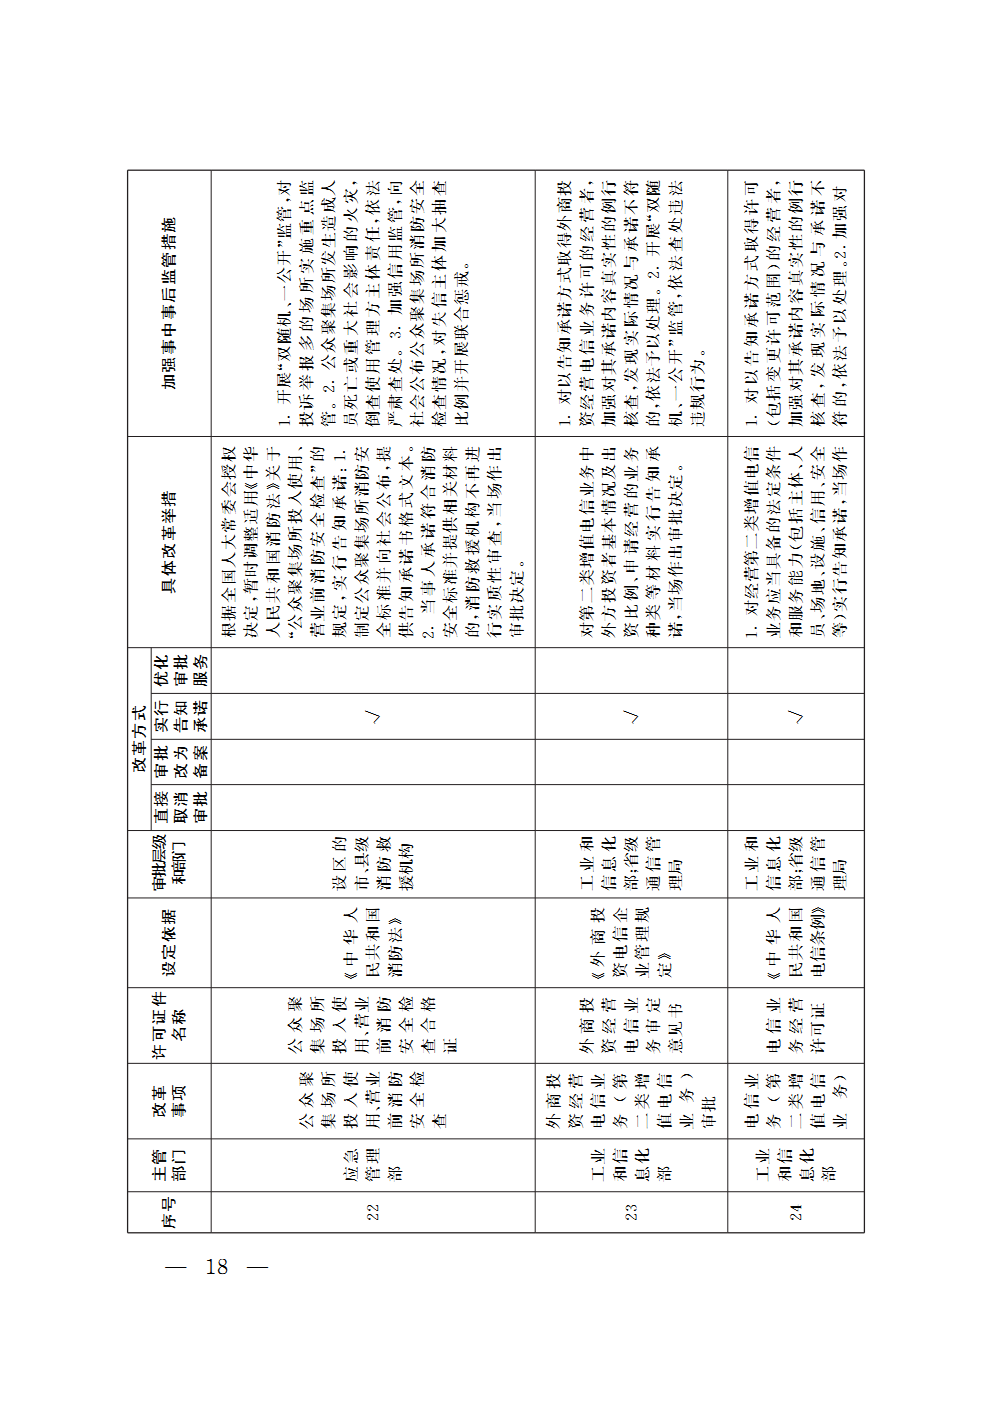 序号
主管
部门
改革
事项
许可证件
名称
设定依据
审批层级
和部门
改革方式
直接
取消
审批
审批
改为
备案
实行
告知
承诺
优化
审批
服务
具体改革举措
加强事中事后监管措施
22
应急
管理
部
公众聚
集场所
投入使
用、营业
前消防
安全检
查
公众聚
集场所
投入使
用、营业
前消防
安全检
查合格
证
《中华人
民共和国
消防法》
设区的
市、县级
消防救
援机构
√
根据全国人大常委会授权
决定,暂时调整适用《中华
人民共和国消防法》关于
“公众聚集场所投入使用、
营业前消防安全检查”的
规定,实行告知承诺:1.
制定公众聚集场所消防安
全标准并向社会公布,提
供告知承诺书格式文本。
2. 当事人承诺符合消防
安全标准并提供相关材料
的,消防救援机构不再进
行实质性审查,当场作出
审批决定。
1. 开展“双随机、一公开”监管,对
投诉举报多的场所实施重点监
管。2. 公众聚集场所发生造成人
员死亡或重大社会影响的火灾,
倒查使用管理方主体责任,依法
严肃查处。3. 加强信用监管,向
社会公布公众聚集场所消防安全
检查情况,对失信主体加大抽查
比例并开展联合惩戒。
23
工业
和信
息化
部
外商投
资经营
电信业
务(第
二类增
值电信
业务)
审批
外商投
资经营
电信业
务审定
意见书
《外商投
资电信企
业管理规
定》
工业和
信息化
部;省级
通信管
理局
√
对第二类增值电信业务中
外方投资者基本情况及出
资比例、申请经营的业务
种类等材料实行告知承
诺,当场作出审批决定。
1. 对以告知承诺方式取得外商投
资经营电信业务许可的经营者,
加强对其承诺内容真实性的例行
核查,发现实际情况与承诺不符
的,依法予以处理。2. 开展“双随
机、一公开”监管,依法查处违法
违规行为。
24
工业
和信
息化
部
电信业
务(第
二类增
值电信
业务)
电信业
务经营
许可证
《中华人
民共和国
电信条例》
工业和
信息化
部;省级
通信管
理局
√
1. 对经营第二类增值电信
业务应当具备的法定条件
和服务能力(包括主体、人
员、场地、设施、信用、安全
等)实行告知承诺,当场作
1. 对以告知承诺方式取得许可
(包括变更许可范围)的经营者,
加强对其承诺内容真实性的例行
核查,发现实际情况与承诺不
符的,依法予以处理。2. 加强对
— 18 —